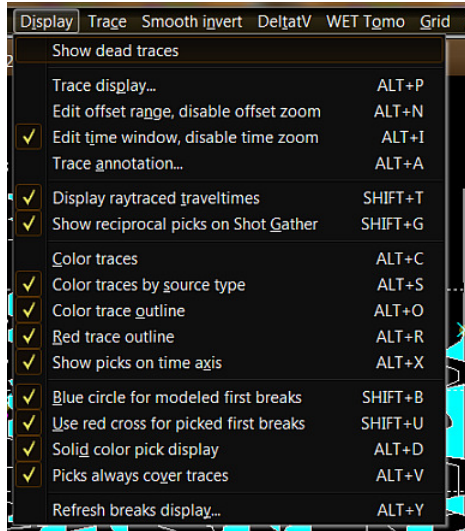 Display Trace Smooth invert DeltatV WET Tomo Grid
Show dead traces
Trace display... ALT+P
Edit offset range, disable offset zoom ALT+N
Edit time window, disable time zoom ALT+I
Trace annotation... ALT+A
Display raytraced traveltimes SHIFT+T
Show reciprocal picks on Shot Gather SHIFT+G
Color traces ALT+C
Color traces by source type ALT+S
Color trace outline ALT+O
Red trace outline ALT+R
Show picks on time axis ALT+X
Blue circle for modeled first breaks SHIFT+B
Use red cross for picked first breaks SHIFT+U
Solid color pick display ALT+D
Picks always cover traces ALT+V
Refresh breaks display... ALT+Y